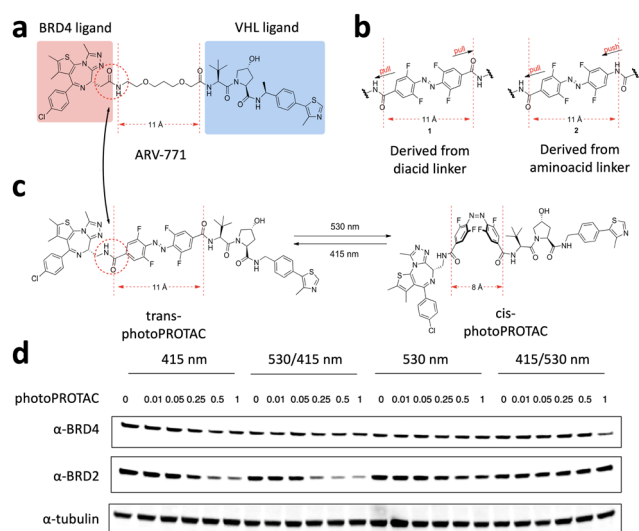 a
BRD4 ligand
VHL ligand
11 Å
ARV-771
b
pull
pull
pull
push
11 Å
11 Å
1
2
Derived from
diacid linker
Derived from
aminoacid linker
c
530 nm
415 nm
11 Å
8 Å
trans-
photoPROTAC
cis-
photoPROTAC
d
415 nm 530/415 nm 530 nm 415/530 nm
photoPROTAC 0 0.01 0.05 0.25 0.5 1 0 0.01 0.05 0.25 0.5 1 0 0.01 0.05 0.25 0.5 1 0 0.01 0.05 0.25 0.5 1
α-BRD4
α-BRD2
α-tubulin